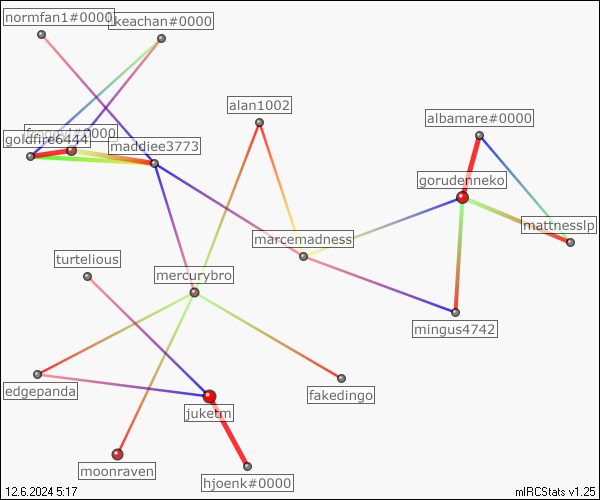 normfan1#0000
keachan#0000
alan1002
albamare#0000
goldfire6444
maddiee3773
gorudenneko
mattnesslp
marcemadness
turtelious
mercurybro
mingus4742
edgepanda
fakedingo
juketm
moonraven
hjoenk#0000
12.6.2024 5:17
mIRCStats v1.25